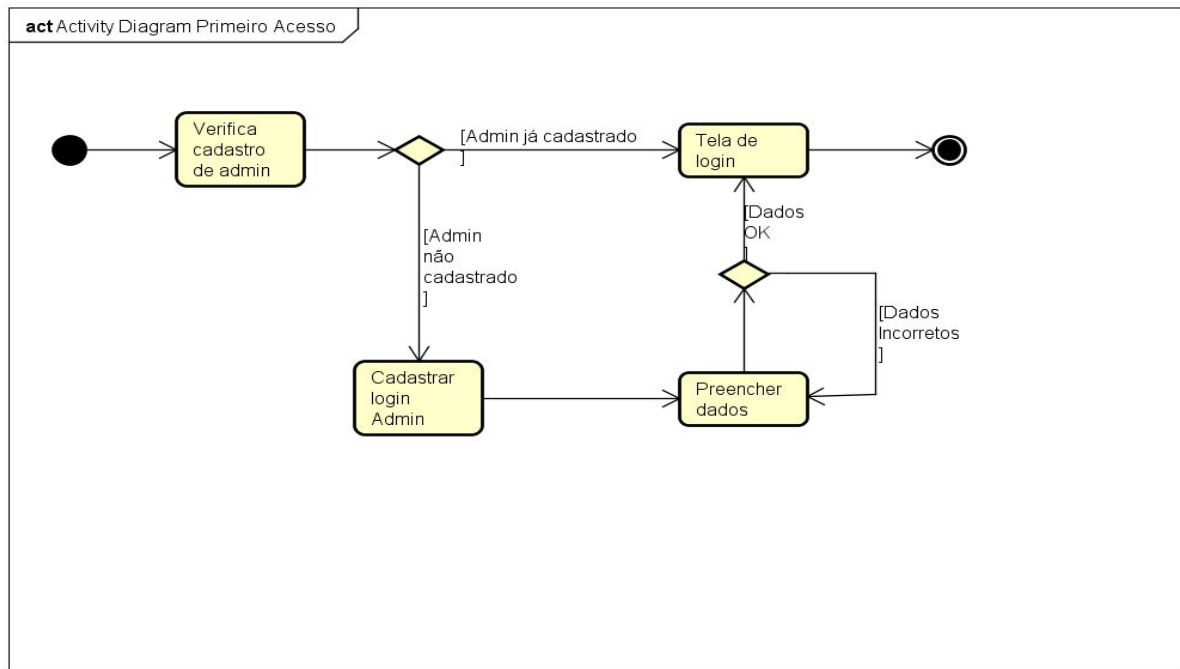 act Activity Diagram Primeiro Acesso
Verifica
cadastro
de admin
[Admin já cadastrado
]
Tela de
login
[Admin
não
cadastrado
]
[Dados
OK
]
[Dados
Incorretos
]
Cadastrar
login
Admin
Preencher
dados